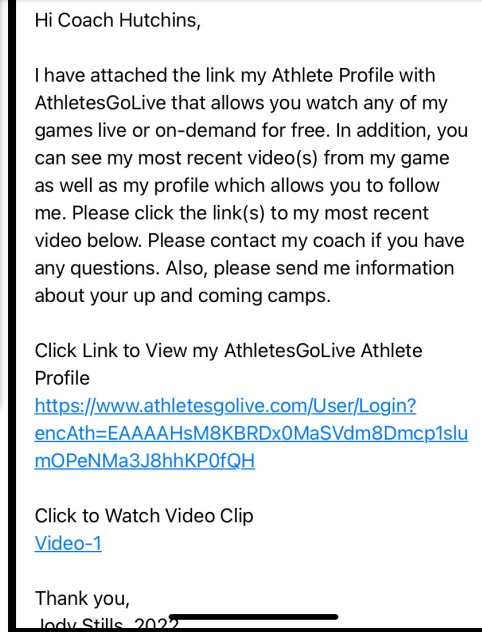 Hi Coach Hutchins,
I have attached the link my Athlete Profile with
AthletesGoLive that allows you watch any of my
games live or on-demand for free. In addition, you
can see my most recent video(s) from my game
as well as my profile which allows you to follow
me. Please click the link(s) to my most recent
video below. Please contact my coach if you have
any questions. Also, please send me information
about your up and coming camps.
Click Link to View my AthletesGoLive Athlete
Profile
https://www.athletesgolive.com/User/Login?
encAth=EAAAAHsM8KBRDx0MaSVdm8Dmcp1slu
mOPeNMa3J8hhKP0fQH
Click to Watch Video Clip
Video-1
Thank you,
Jody Stills, 2022